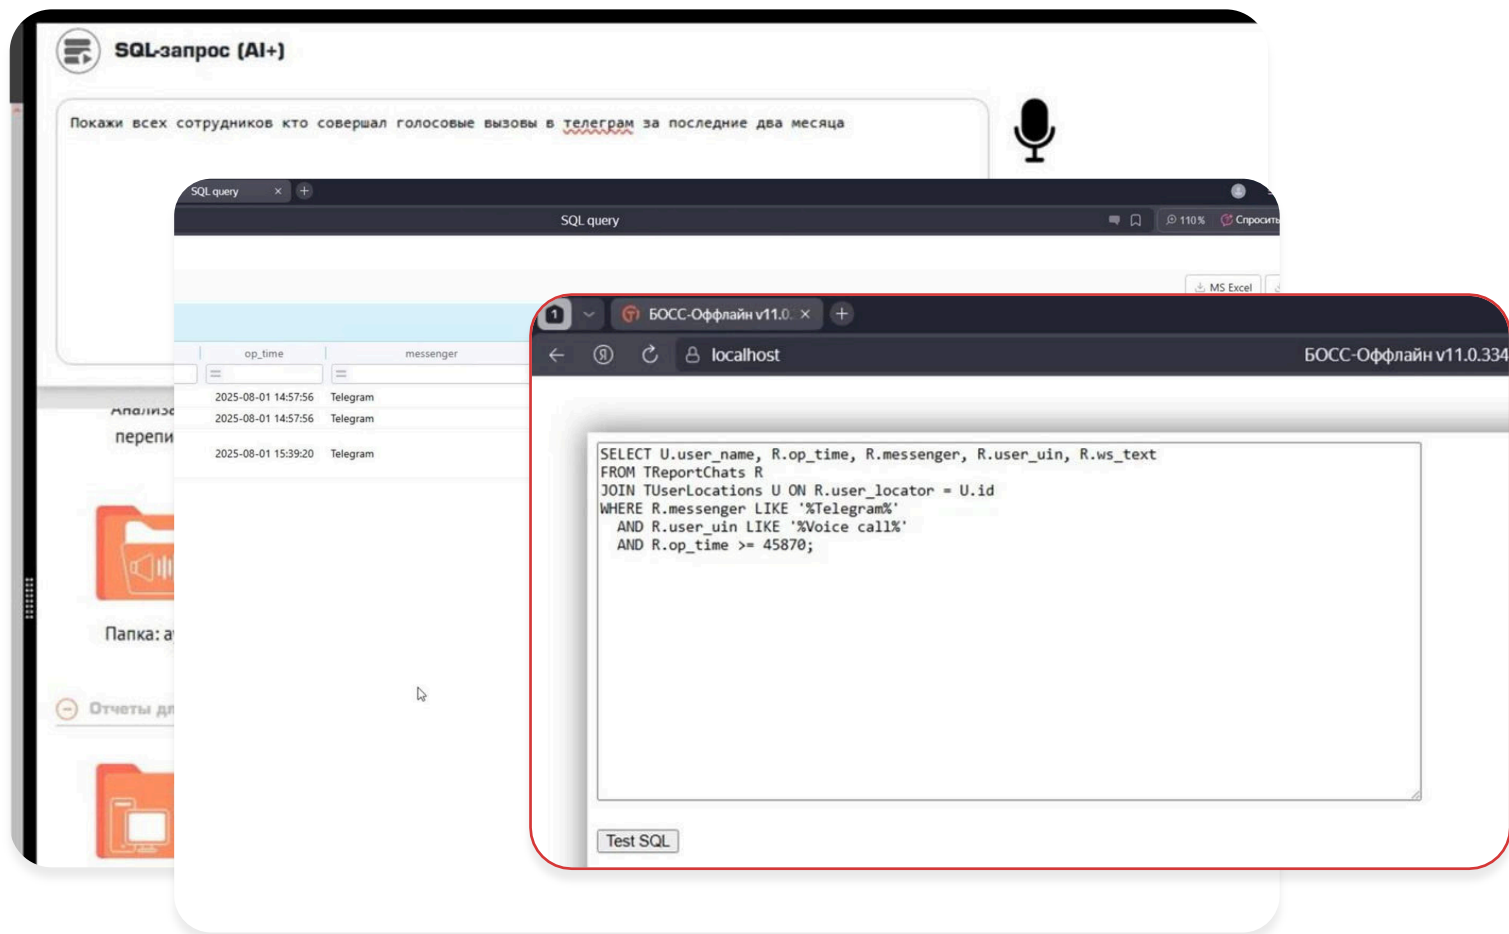 SQL-запрос (AI+)
Покажи всех сотрудников кто совершал голосовые вызовы в телеграм за последние два месяца
SQL query
SQL query
110%
Спросить
MS Excel
op_time messenger
=
=
2025-08-01 14:57:56 Telegram
2025-08-01 14:57:56 Telegram
2025-08-01 15:39:20 Telegram
Анализ
перепи
Папка: а
Отчеты дл
1
БОСС-Оффлайн v11.0.
localhost
БОСС-Оффлайн v11.0.334
SELECT U.user_name, R.op_time, R.messenger, R.user_uin, R.ws_text
FROM TReportChats R
JOIN TUserLocations U ON R.user_locator = U.id
WHERE R.messenger LIKE '%Telegram%'
AND R.user_uin LIKE '%Voice call%'
AND R.op_time >= 45870;
Test SQL